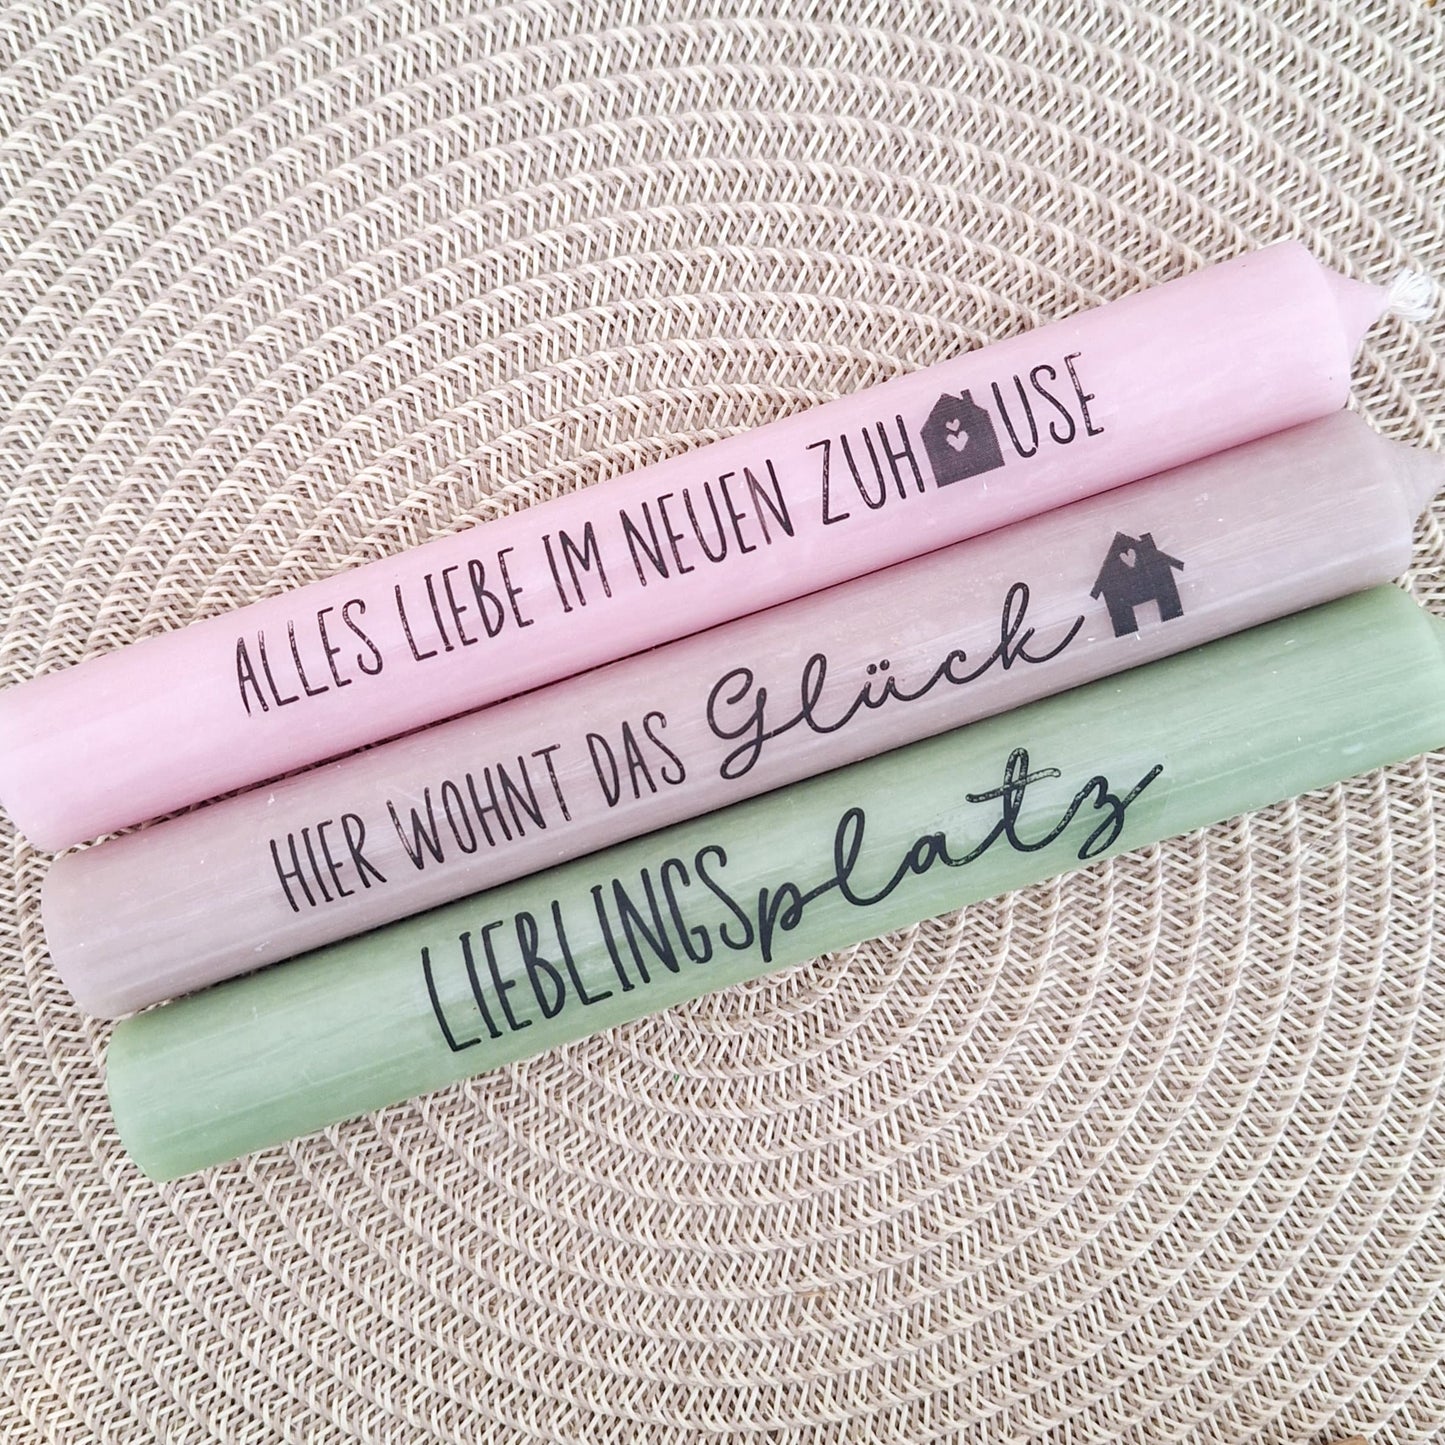 ALLES LIEBE IM NEUEN ZUHAUSE
HIER WOHNT DAS Glück
LIEBLINGSplatz